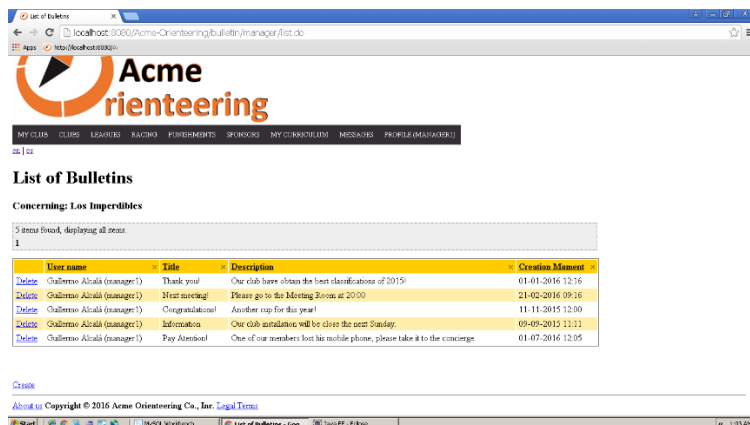 List of Bulletins
localhost:8080/Acme-Orienteering/bulletin/manager/list.do
Apps http://localhost:8080/A
Acme
rienteering
MY CLUB CLUBS LEAGUES RACING PUNISHMENTS SPONSORS MY CURRICULUM MESSAGES PROFILE (MANAGER1)
en | es
List of Bulletins
Concerning: Los Imperdibles
5 items found, displaying all items.
1
User name Title Description Creation Moment
Delete Guillermo Alcalá (manager1) Thank you! Our club have obtain the best classifications of 2015! 01-01-2016 12:16
Delete Guillermo Alcalá (manager1) Next meeting! Please go to the Meeting Room at 20:00 21-02-2016 09:16
Delete Guillermo Alcalá (manager1) Congratulations! Another cup for this year! 11-11-2015 12:00
Delete Guillermo Alcalá (manager1) Information Our club installation will be close the next Sunday. 09-09-2015 11:11
Delete Guillermo Alcalá (manager1) Pay Atention! One of our members lost his mobile phone, please take it to the concierge. 01-07-2016 12:05
Create
About us Copyright © 2016 Acme Orienteering Co., Inc. Legal Terms
Start MySQL Workbench List of Bulletins - Goo... Java EE - Eclipse 1:03 AM